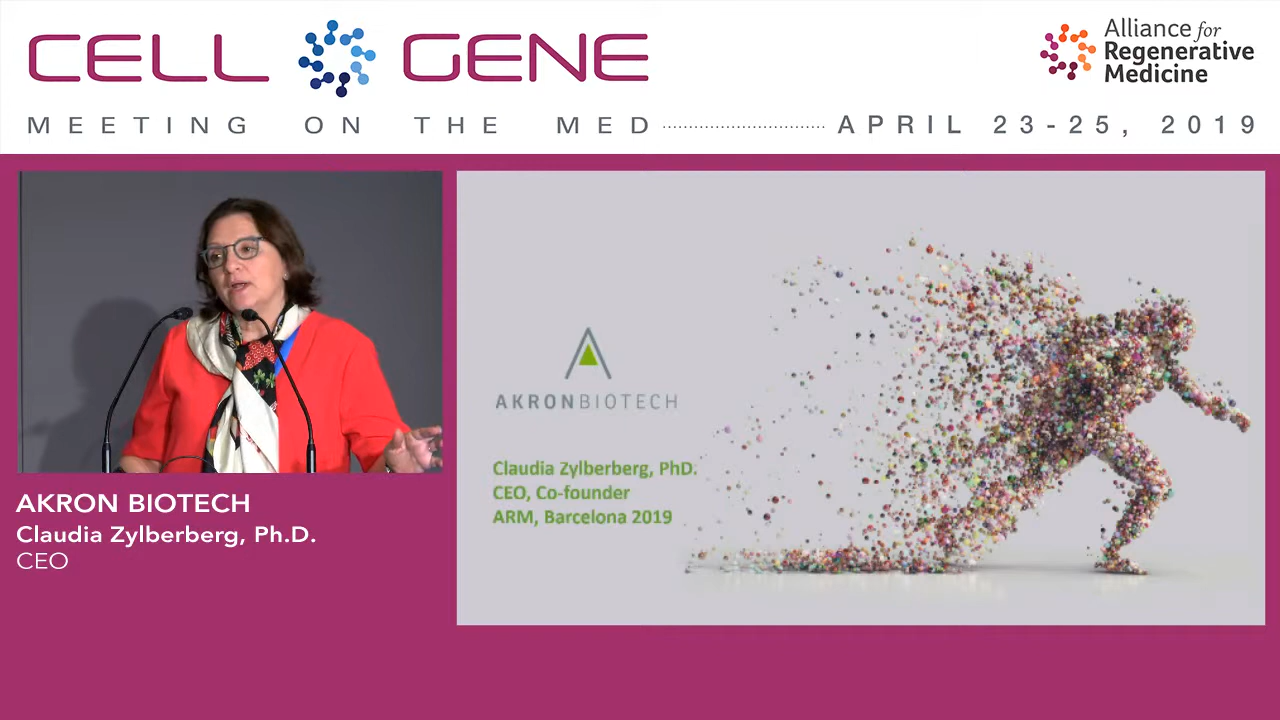 CELL GENE
MEETING ON THE MED APRIL 23-25, 2019
Alliance for
Regenerative
Medicine
AKRON BIOTECH
Claudia Zylberberg, Ph.D.
CEO
AKRONBIOTECH
Claudia Zylberberg, PhD.
CEO, Co-founder
ARM, Barcelona 2019